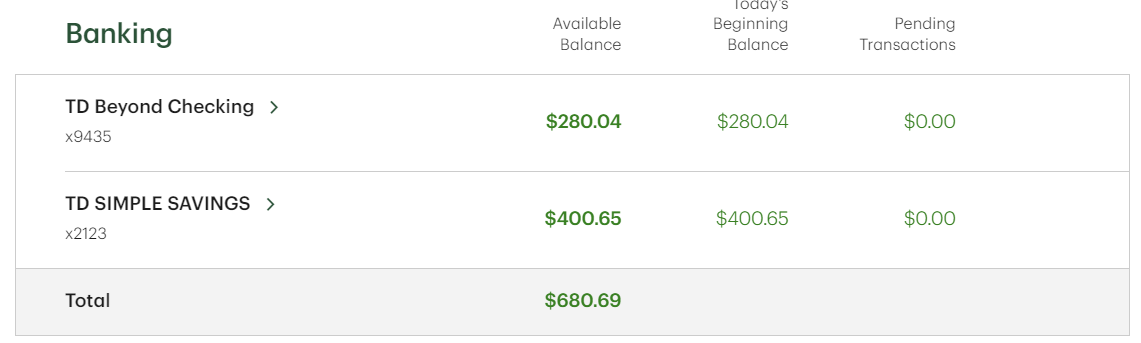 Today's
Banking
Available Beginning Pending
Balance Balance Transactions
TD Beyond Checking
$280.04 $280.04 $0.00
x9435
TD SIMPLE SAVINGS
$400.65 $400.65 $0.00
x2123
Total $680.69